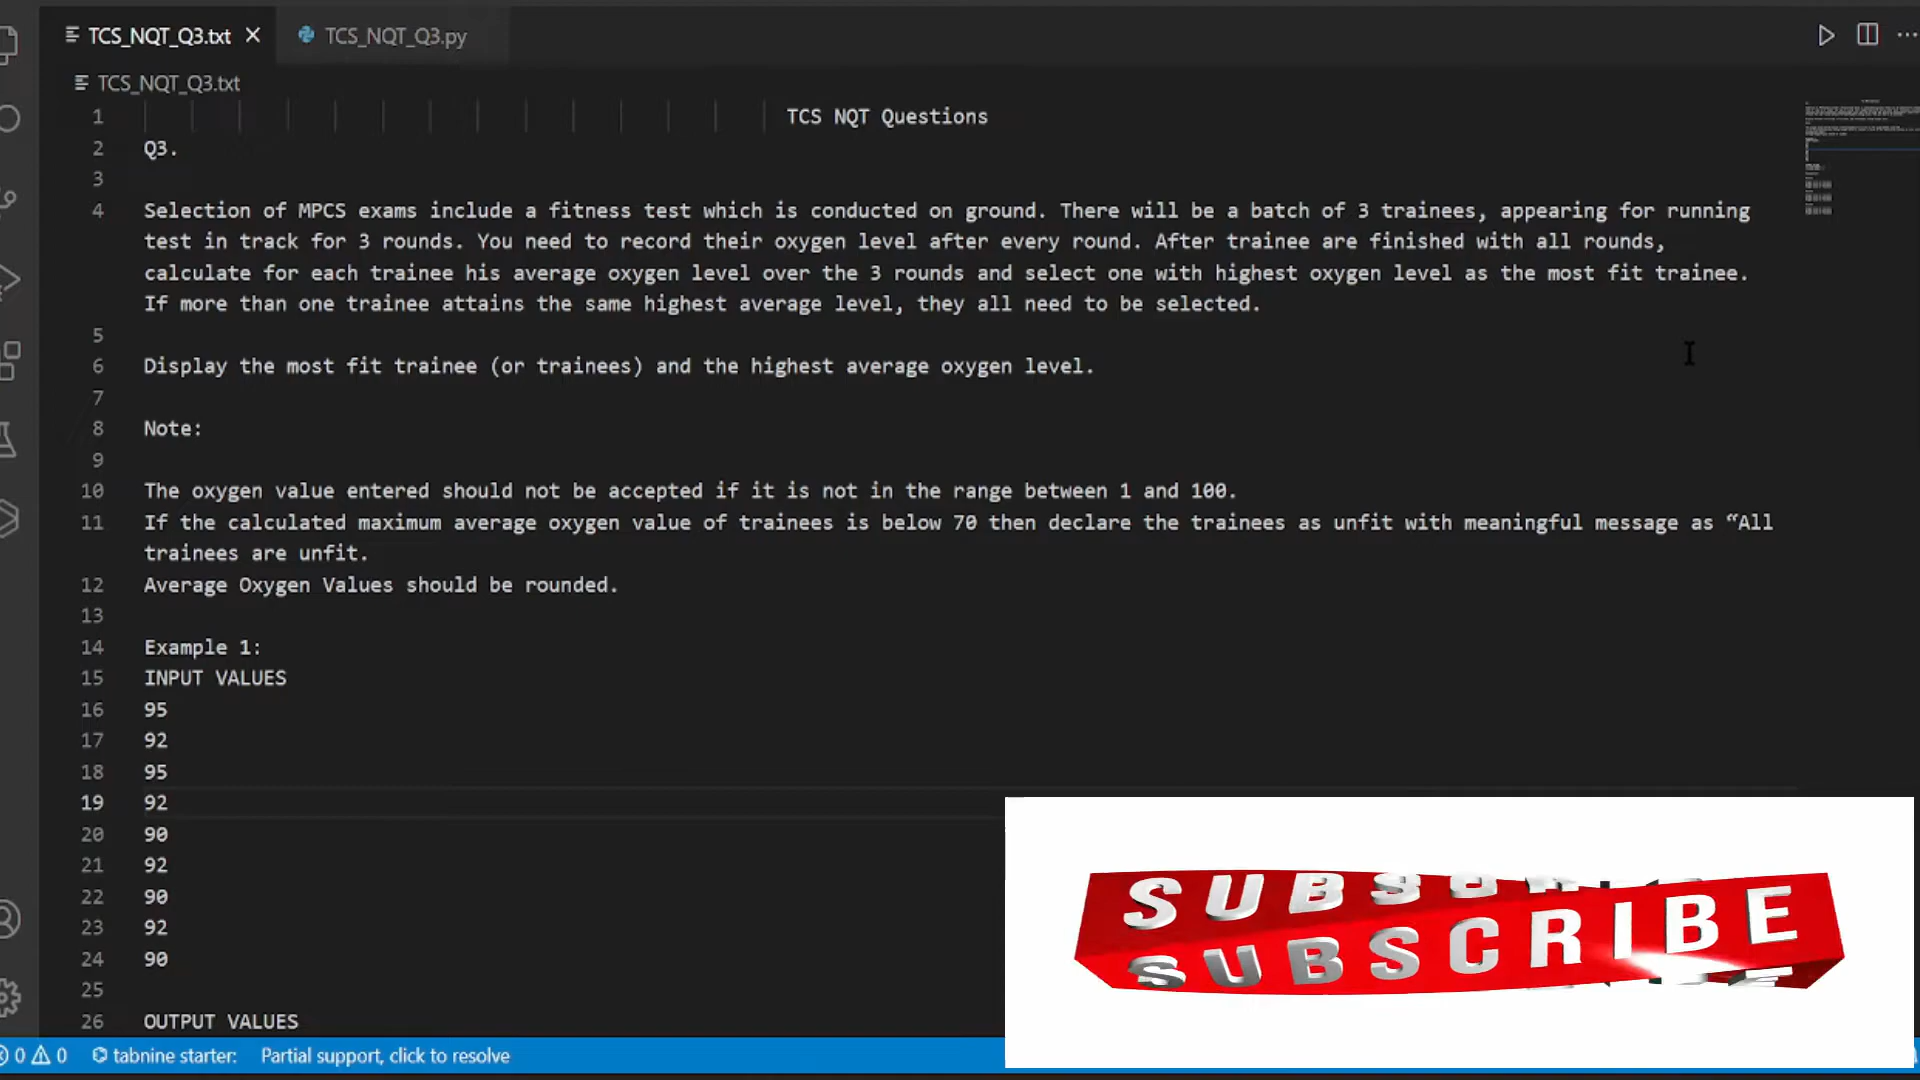 TCS_NQT_Q3.txt
TCS_NQT_Q3.py
TCS_NQT_Q3.txt
1 TCS NQT Questions
2 Q3.
3
4 Selection of MPCS exams include a fitness test which is conducted on ground. There will be a batch of 3 trainees, appearing for running
test in track for 3 rounds. You need to record their oxygen level after every round. After trainee are finished with all rounds,
calculate for each trainee his average oxygen level over the 3 rounds and select one with highest oxygen level as the most fit trainee.
If more than one trainee attains the same highest average level, they all need to be selected.
5
6 Display the most fit trainee (or trainees) and the highest average oxygen level.
7
8 Note:
9
10 The oxygen value entered should not be accepted if it is not in the range between 1 and 100.
11 If the calculated maximum average oxygen value of trainees is below 70 then declare the trainees as unfit with meaningful message as “All
trainees are unfit.
12 Average Oxygen Values should be rounded.
13
14 Example 1:
15 INPUT VALUES
16 95
17 92
18 95
19 92
20 90
21 92
22 90
23 92
24 90
25
26 OUTPUT VALUES
SUBSCRIBE
SUBSCRIBE
0 0 tabnine starter: Partial support, click to resolve